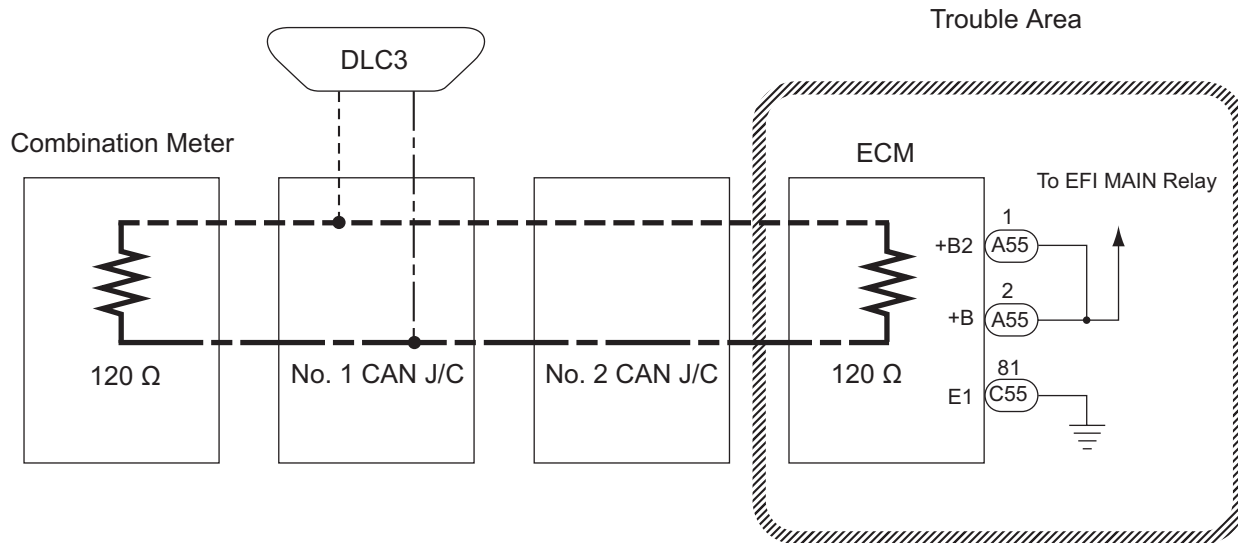 Trouble Area
DLC3
Combination Meter
ECM
To EFI MAIN Relay
1
+B2
A55
2
+B
A55
120 Ω
No. 1 CAN J/C
No. 2 CAN J/C
120 Ω
81
E1
C55